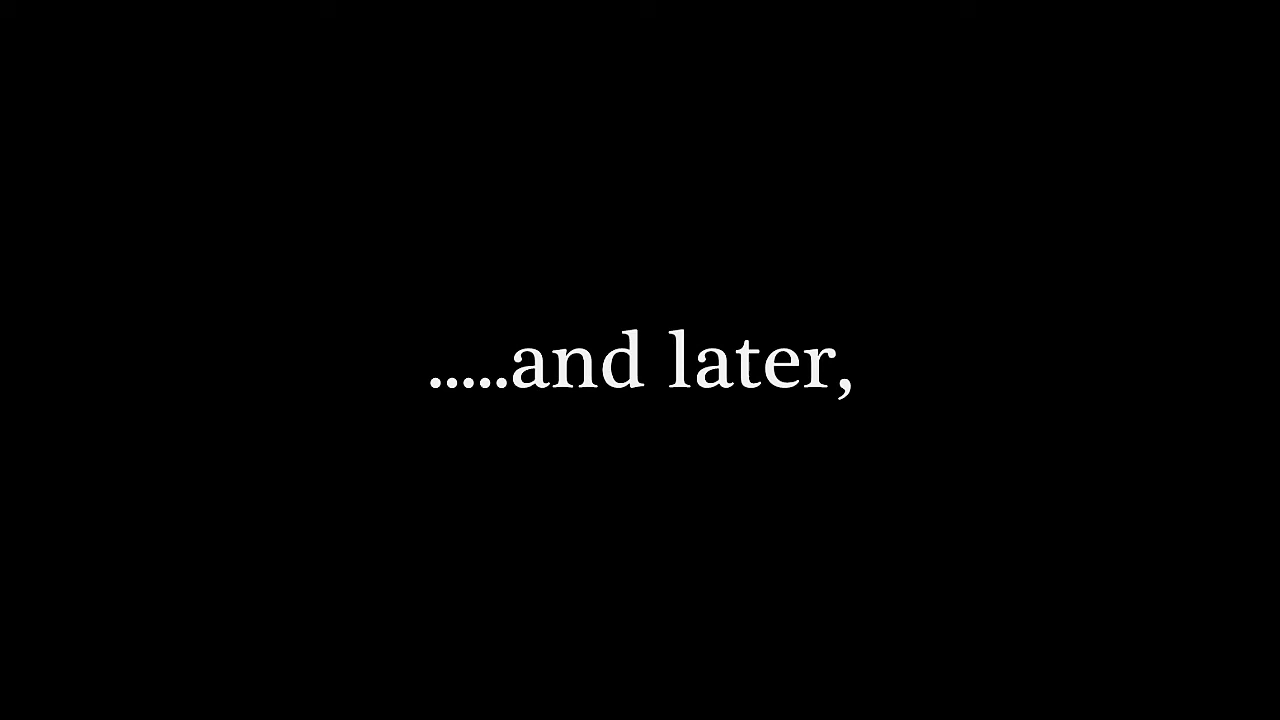 .....and later,